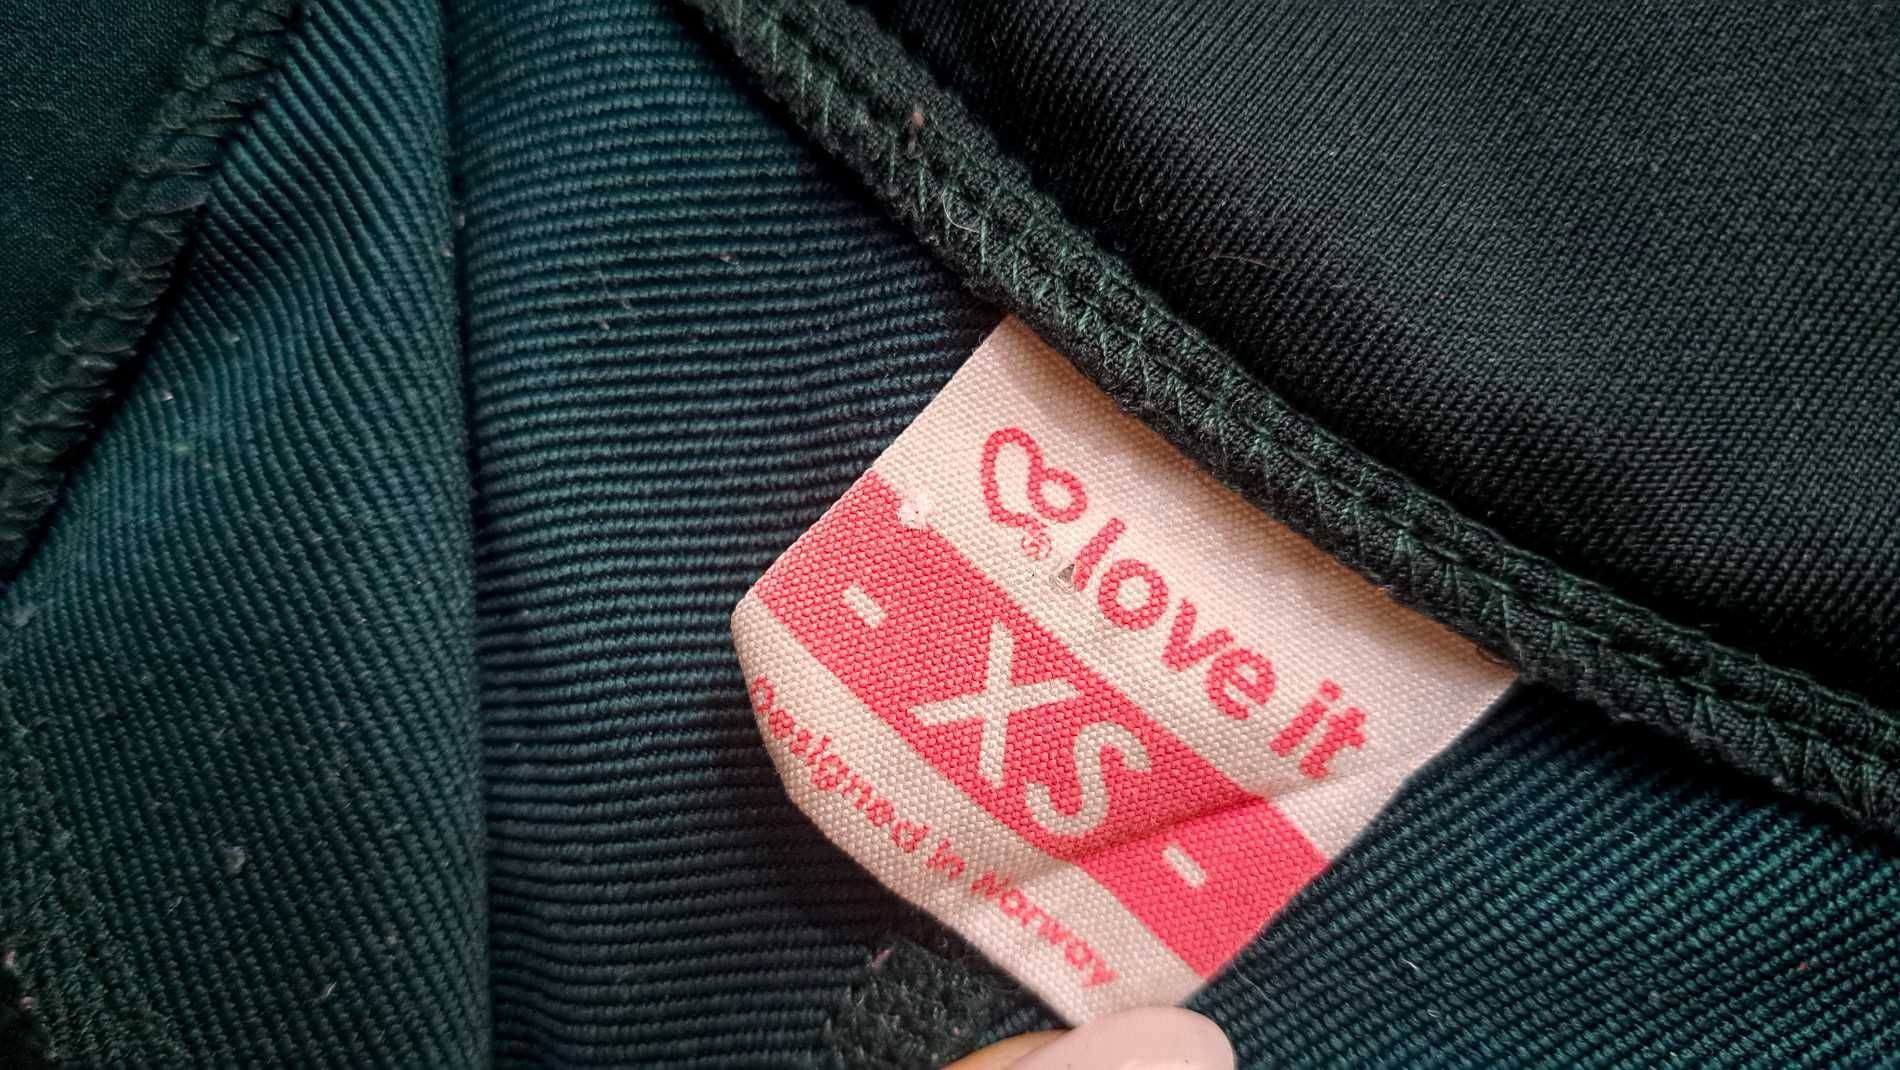 love it
- XS -
Designed in Norway